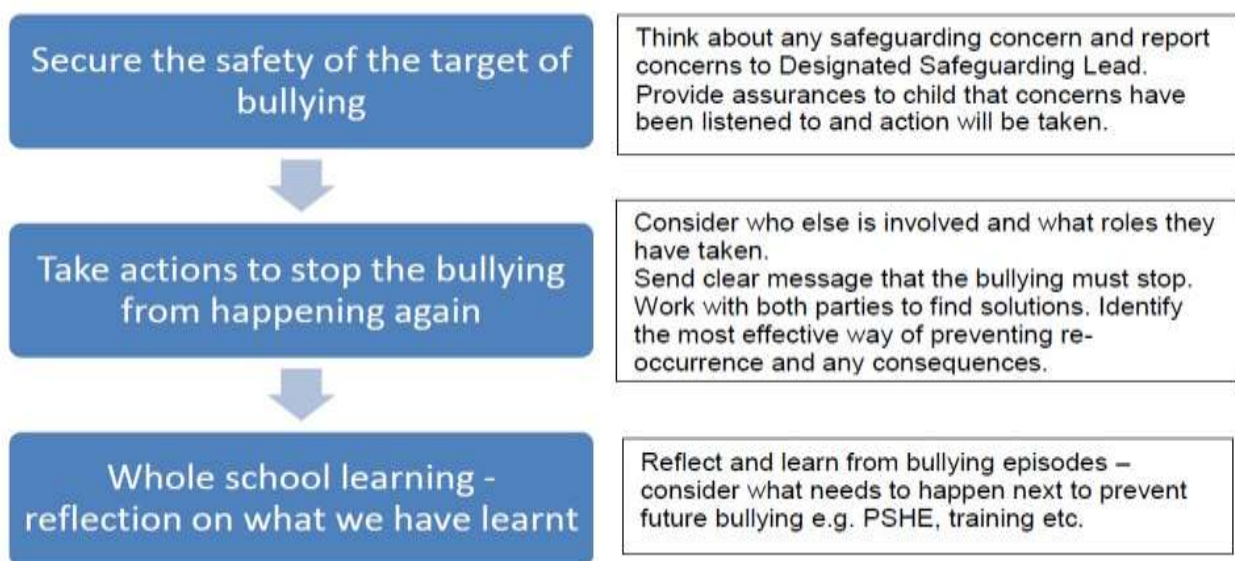 Secure the safety of the target of
bullying
Think about any safeguarding concern and report
concerns to Designated Safeguarding Lead.
Provide assurances to child that concerns have
been listened to and action will be taken.
Take actions to stop the bullying
from happening again
Consider who else is involved and what roles they
have taken.
Send clear message that the bullying must stop.
Work with both parties to find solutions. Identify
the most effective way of preventing re-
occurrence and any consequences.
Whole school learning -
reflection on what we have learnt
Reflect and learn from bullying episodes –
consider what needs to happen next to prevent
future bullying e.g. PSHE, training etc.